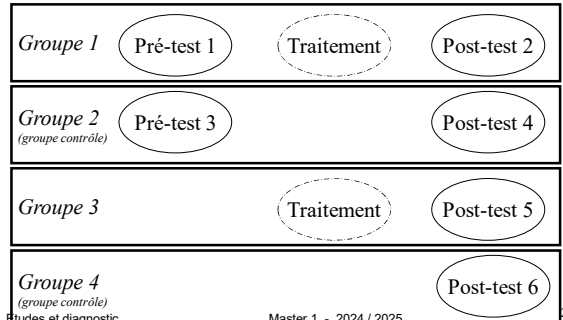 Groupe 1 Pré-test 1 Traitement Post-test 2
Groupe 2 Pré-test 3 Post-test 4
(groupe contrôle)
Groupe 3 Traitement Post-test 5
Groupe 4 Post-test 6
(groupe contrôle)
Etudes et diagnostic Master 1 - 2024 / 2025